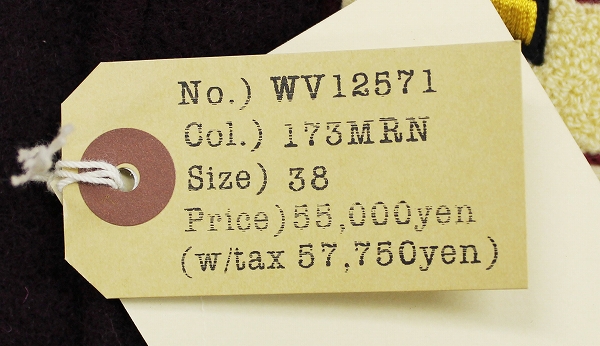 No.) WV12571
Col.) 173MRN
Size) 38
Price)55,000yen
(w/tax 57,750yen)